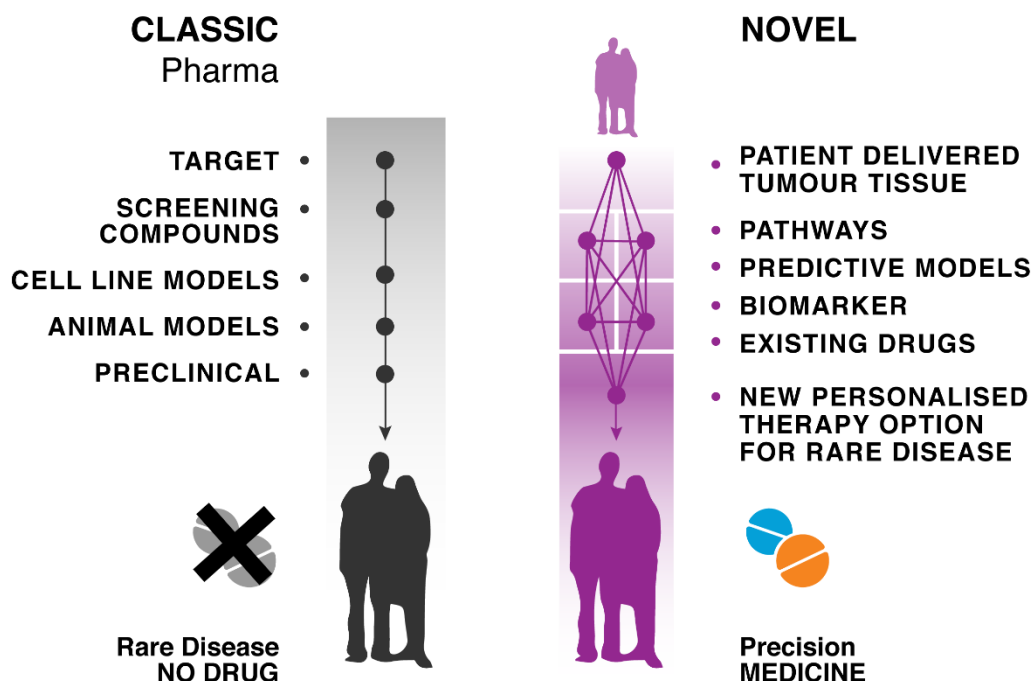 CLASSIC
Pharma
TARGET
SCREENING
COMPOUNDS
CELL LINE MODELS
ANIMAL MODELS
PRECLINICAL
Rare Disease
NO DRUG
NOVEL
PATIENT DELIVERED
TUMOUR TISSUE
PATHWAYS
PREDICTIVE MODELS
BIOMARKER
EXISTING DRUGS
NEW PERSONALISED
THERAPY OPTION
FOR RARE DISEASE
Precision
MEDICINE